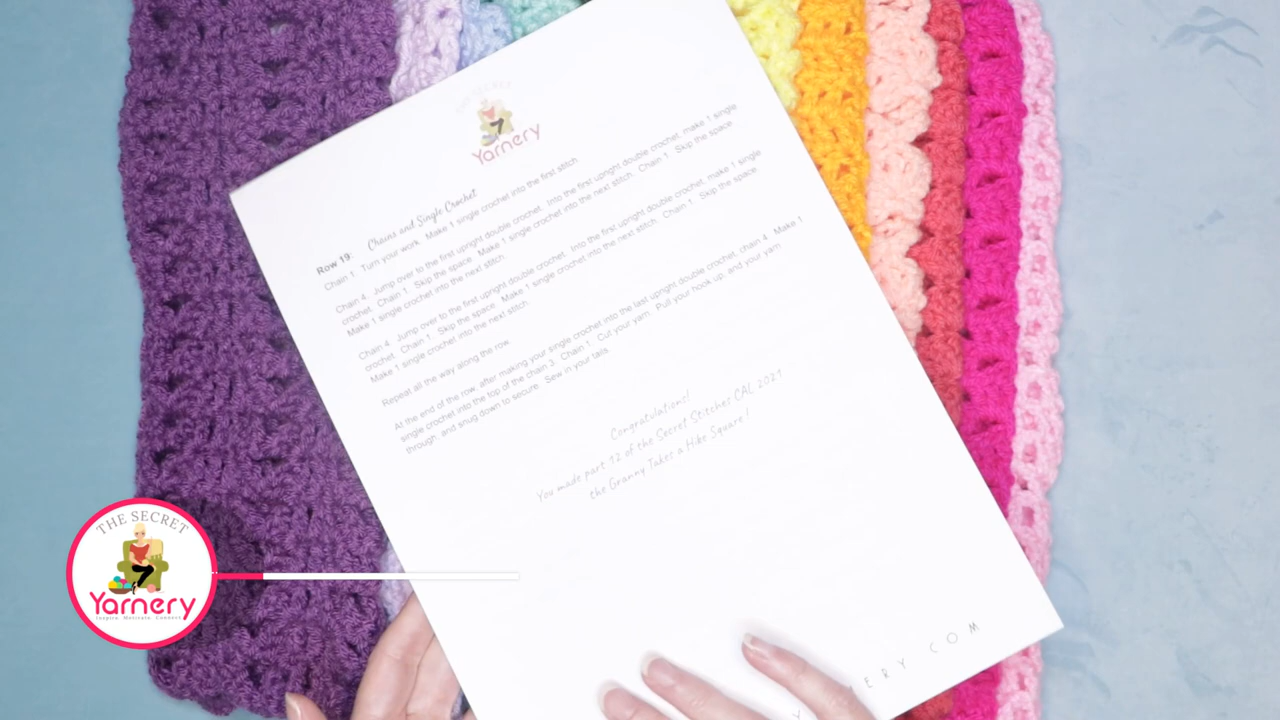 THE SECRET
Yarnery
Row 19: Chains and Single Crochet
Chain 1. Turn your work. Make 1 single crochet into the first stitch.
Chain 4. Jump over to the first upright double crochet. Into the first upright double crochet, make 1 single
crochet. Chain 1. Skip the space. Make 1 single crochet into the next stitch. Chain 1. Skip the space.
Make 1 single crochet into the next stitch.
Chain 4. Jump over to the first upright double crochet. Into the first upright double crochet, make 1 single
crochet. Chain 1. Skip the space. Make 1 single crochet into the next stitch. Chain 1. Skip the space.
Make 1 single crochet into the next stitch.
Repeat all the way along the row.
At the end of the row, after making your single crochet into the last upright double crochet, chain 4. Make 1
single crochet into the top of the chain 3. Chain 1. Cut your yarn. Pull your hook up, and your yarn
through, and snug down to secure. Sew in your tails.
Congratulations!
You made part 12 of the Secret Stitches CAL 2021
the Granny Takes a Hike Square!
Y ERY COM
THE SECRET
Yarnery
Inspire Motivate Connect